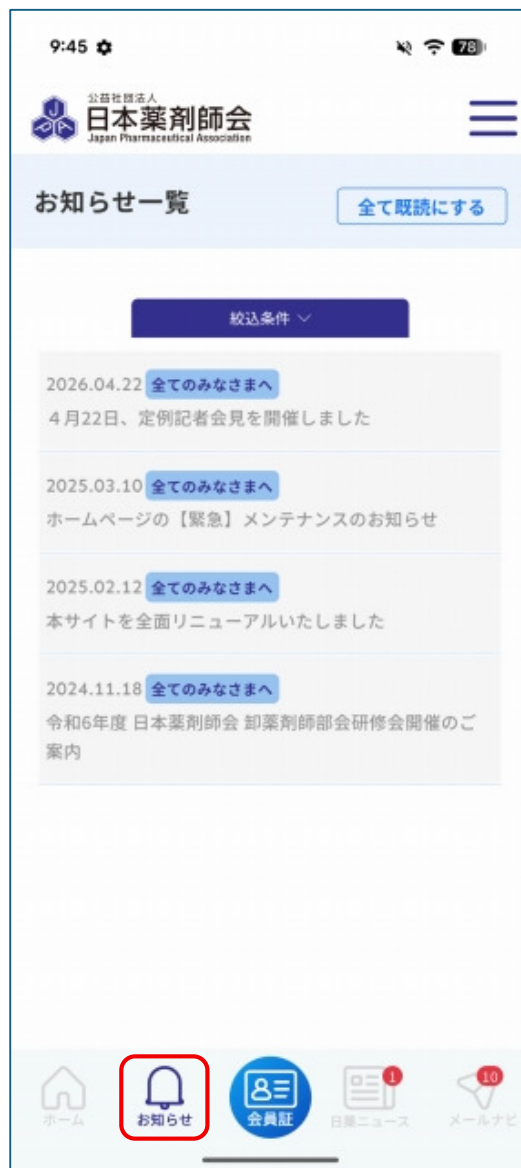 9:45
78
公益社団法人
日本薬剤師会
Japan Pharmaceutical Association
お知らせ一覧
全て既読にする
絞込条件
2026.04.22 全てのみなさまへ
4月22日、定例記者会見を開催しました
2025.03.10 全てのみなさまへ
ホームページの【緊急】メンテナンスのお知らせ
2025.02.12 全てのみなさまへ
本サイトを全面リニューアルいたしました
2024.11.18 全てのみなさまへ
令和6年度 日本薬剤師会 卸薬剤師部会研修会開催のご
案内
1
10
ホーム
お知らせ
会員証
日薬ニュース
メールナビ